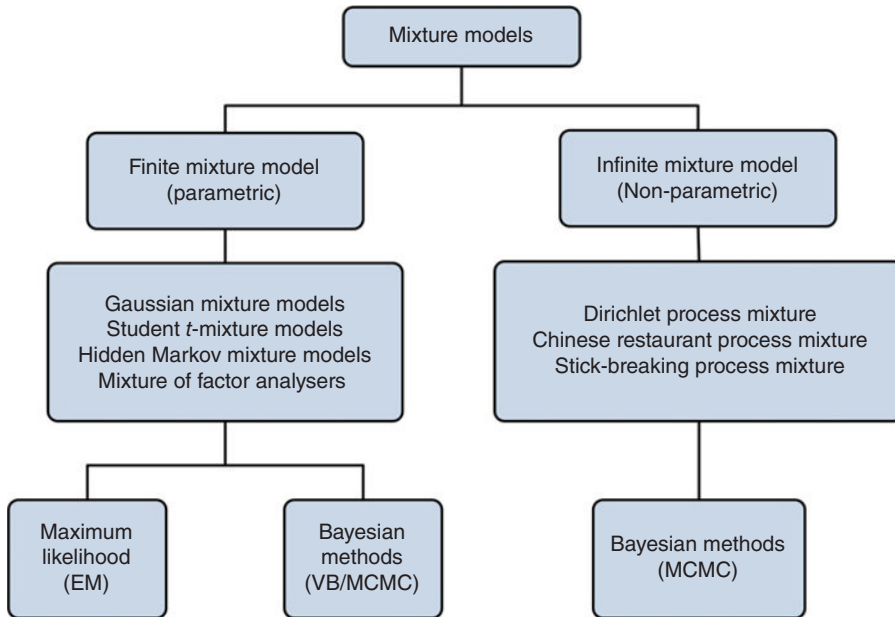 Mixture models
Finite mixture model
(parametric)
Infinite mixture model
(Non-parametric)
Gaussian mixture models
Student t-mixture models
Hidden Markov mixture models
Mixture of factor analysers
Dirichlet process mixture
Chinese restaurant process mixture
Stick-breaking process mixture
Maximum
likelihood
(EM)
Bayesian
methods
(VB/MCMC)
Bayesian methods
(MCMC)